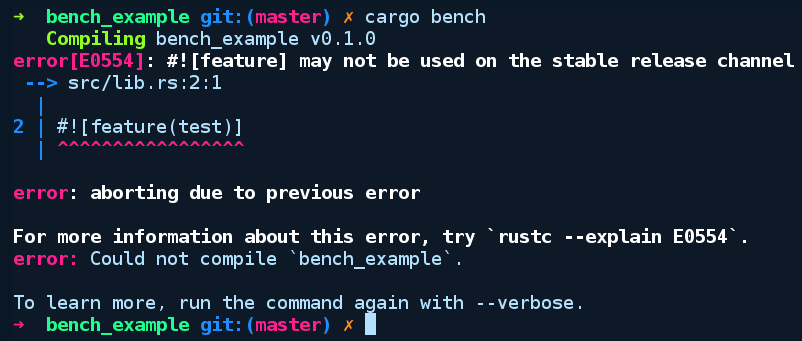 ➜  bench_example git:(master) ✗ cargo bench
   Compiling bench_example v0.1.0
error[E0554]: #![feature] may not be used on the stable release channel
 --> src/lib.rs:2:1
  |
2 | #![feature(test)]
  | ^^^^^^^^^^^^^^^^^

error: aborting due to previous error

For more information about this error, try `rustc --explain E0554`.
error: Could not compile `bench_example`.

To learn more, run the command again with --verbose.
➜  bench_example git:(master) ✗